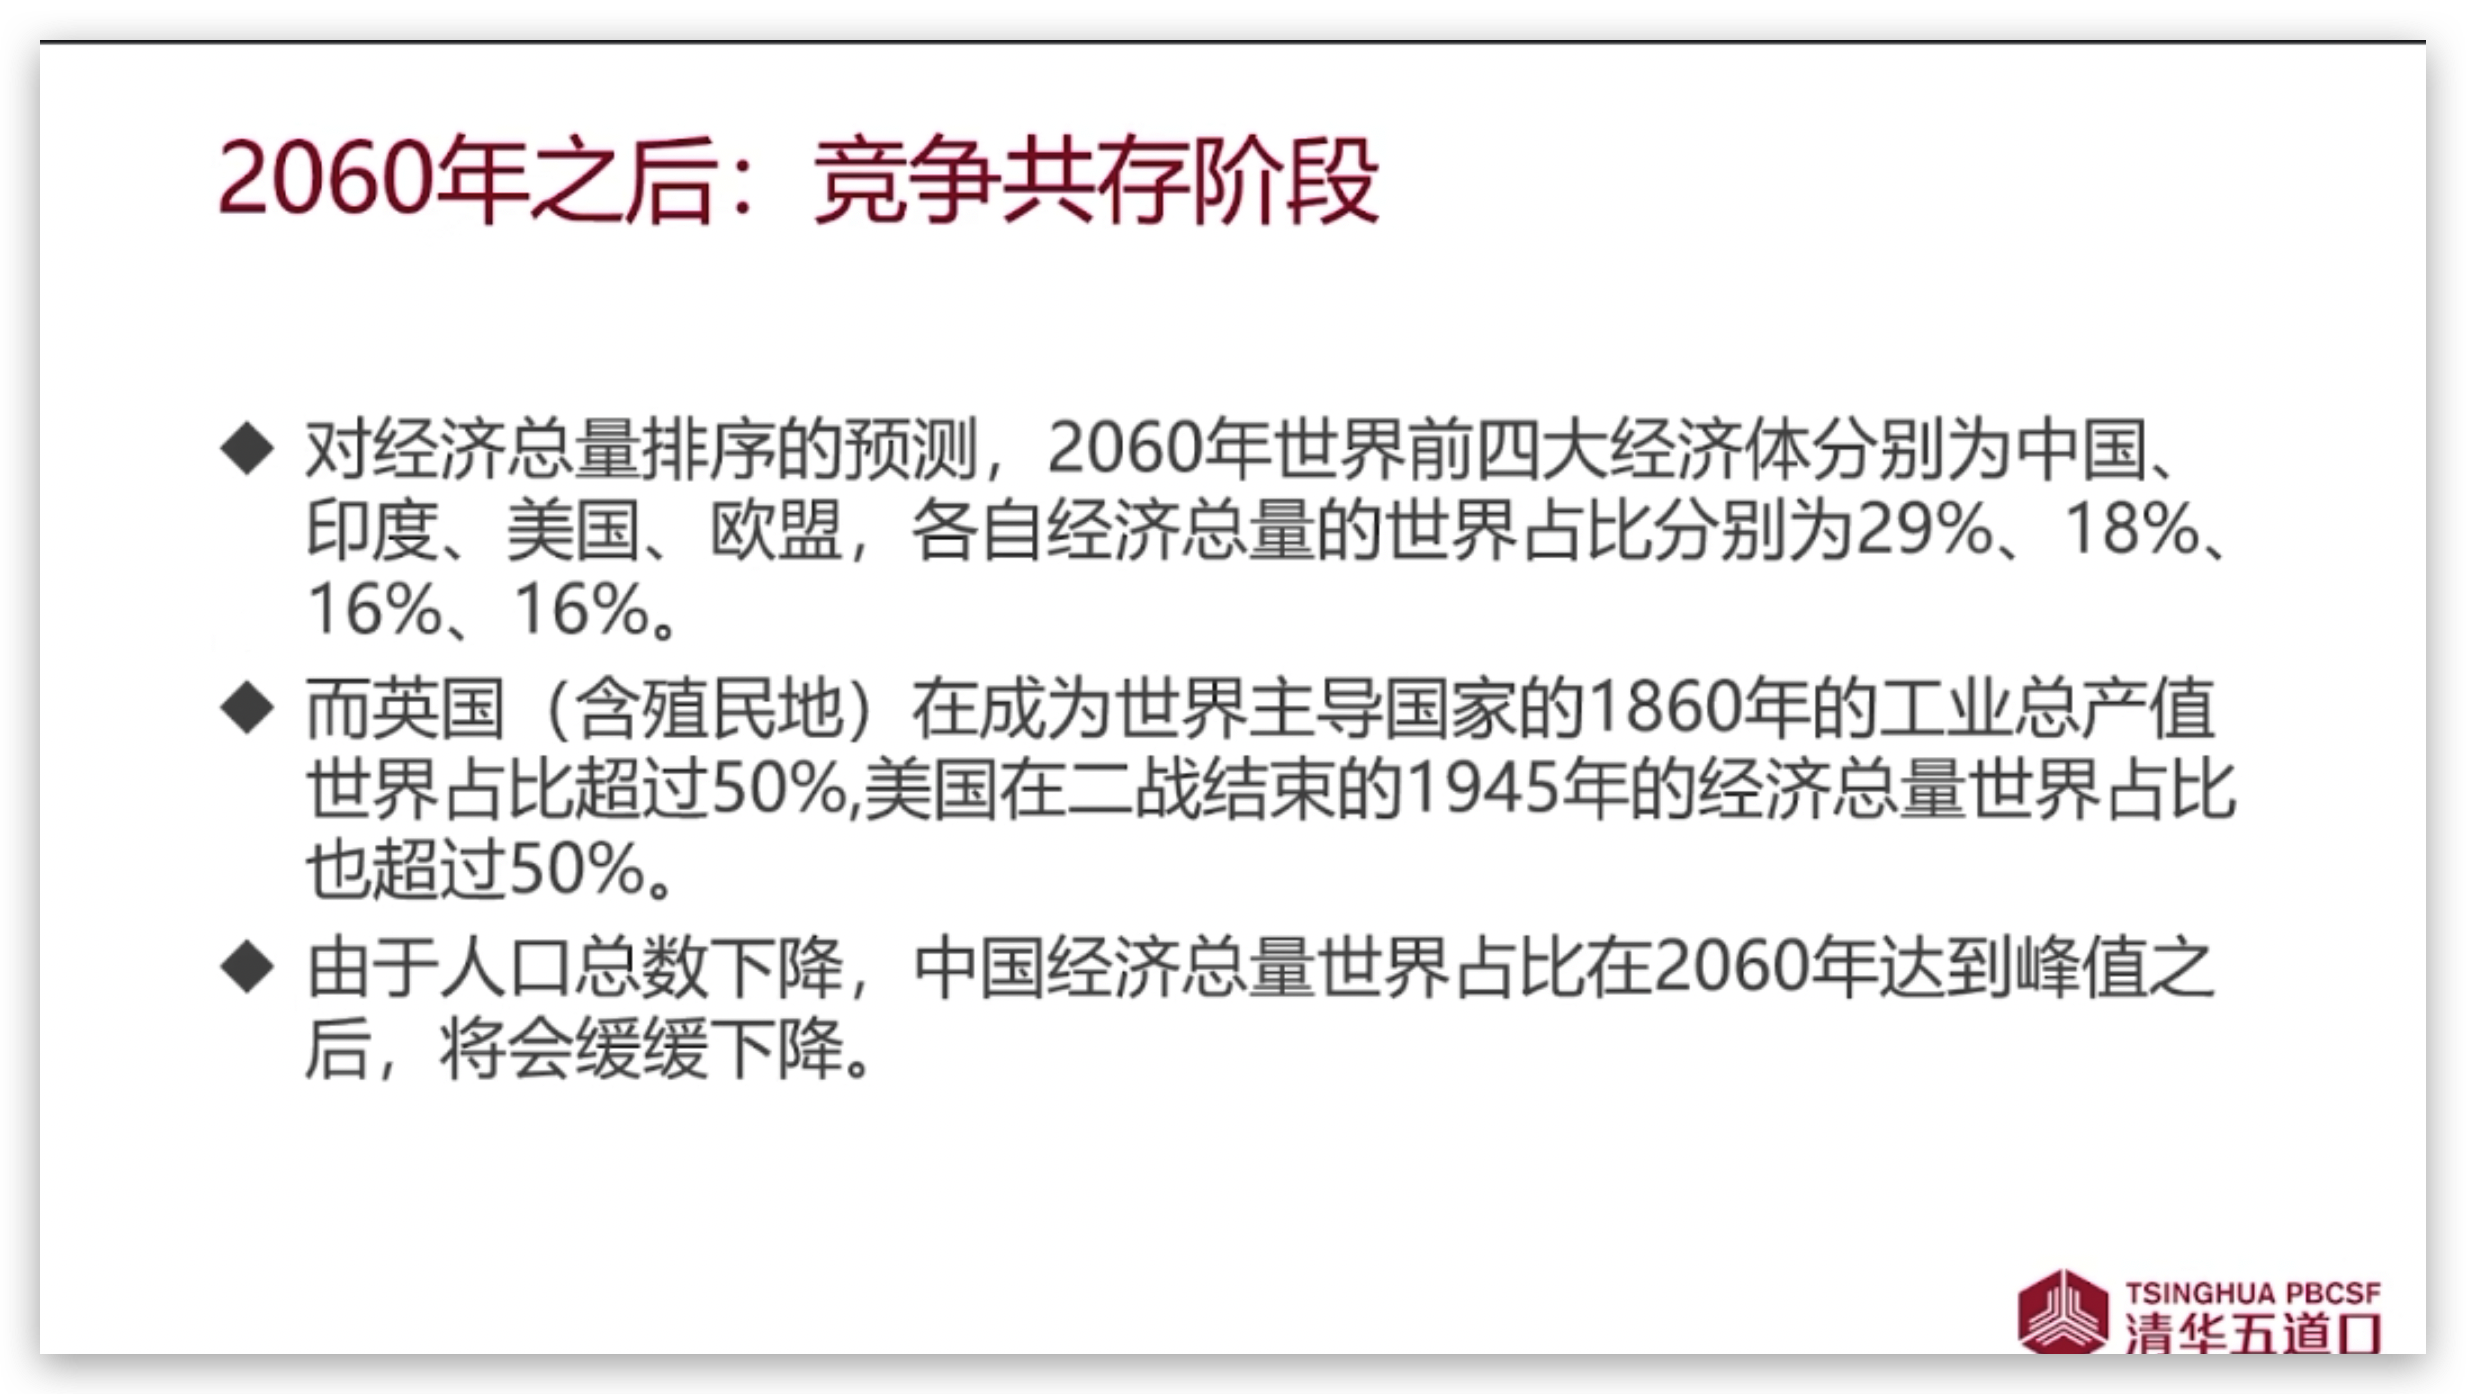 2060年之后：竞争共存阶段
◆ 对经济总量排序的预测，2060年世界前四大经济体分别为中国、
印度、美国、欧盟，各自经济总量的世界占比分别为29%、18%、
16%、16%。
◆ 而英国（含殖民地）在成为世界主导国家的1860年的工业总产值
世界占比超过50%,美国在二战结束的1945年的经济总量世界占比
也超过50%。
◆ 由于人口总数下降，中国经济总量世界占比在2060年达到峰值之
后，将会缓缓下降。
TSINGHUA PBCSF
清华五道口